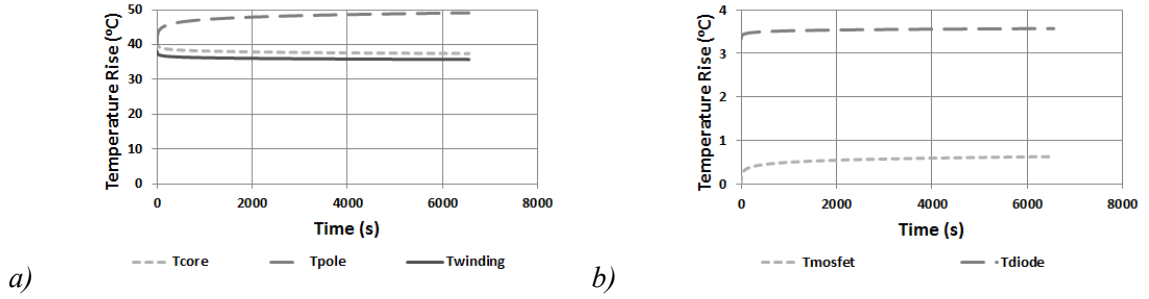 Temperature Rise (ºC)
50
40
30
20
10
0
0 2000 4000 6000 8000
Time (s)
Tcore Tpole Twinding
a)
Temperature Rise (ºC)
4
3
2
1
0
0 2000 4000 6000 8000
Time (s)
Tmosfet Tdiode
b)